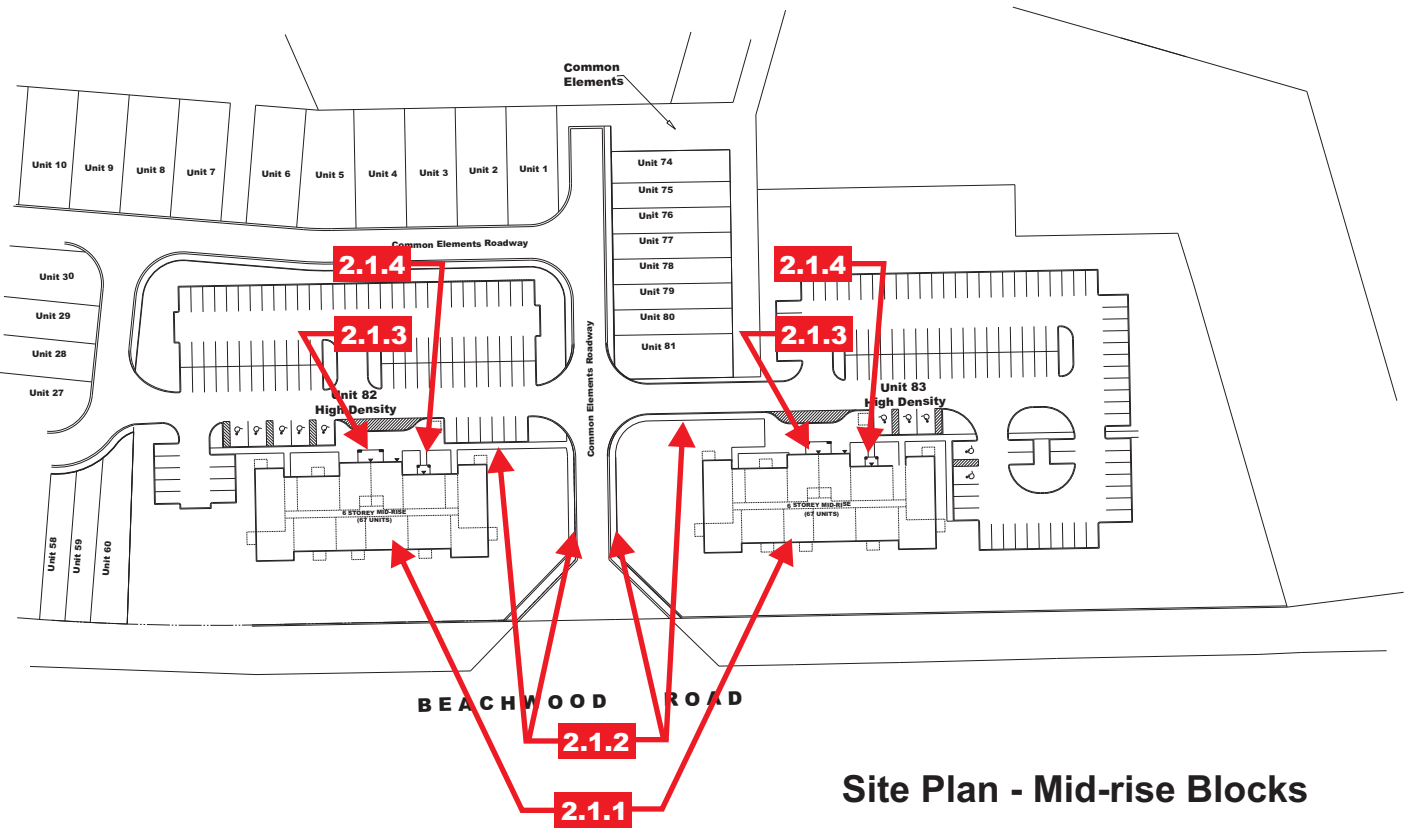 Common
Elements
Unit 10
Unit 9
Unit 8
Unit 7
Unit 6
Unit 5
Unit 4
Unit 3
Unit 2
Unit 1
Unit 74
Unit 75
Unit 76
Unit 77
Unit 78
Unit 79
Unit 80
Unit 81
Common Elements Roadway
Unit 30
Unit 29
Unit 28
Unit 27
2.1.4
2.1.3
2.1.4
2.1.3
Common Elements Roadway
Unit 82
High Density
Unit 83
High Density
6 STOREY MID-RISE
(67 UNITS)
6 STOREY MID-RISE
(67 UNITS)
Unit 58
Unit 59
Unit 60
BEACHWOOD ROAD
2.1.2
2.1.1
Site Plan - Mid-rise Blocks